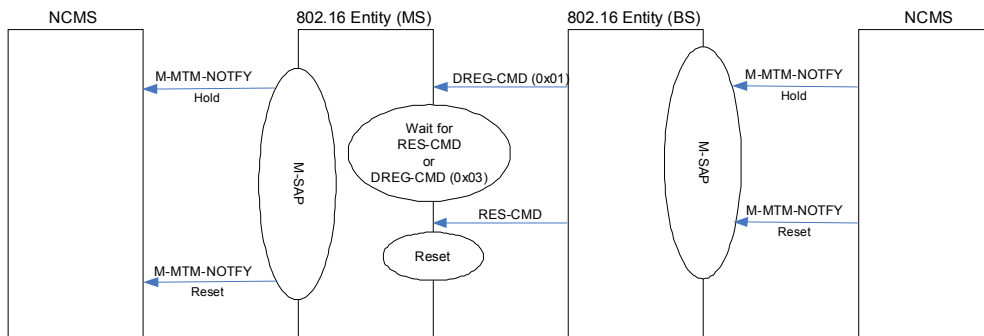 NCMS
802.16 Entity (MS)
802.16 Entity (BS)
NCMS
M-MTM-NOTFY
Hold
DREG-CMD (0x01)
M-MTM-NOTFY
Hold
Wait for
RES-CMD
or
DREG-CMD (0x03)
M-SAP
M-SAP
RES-CMD
M-MTM-NOTFY
Reset
Reset
M-MTM-NOTFY
Reset